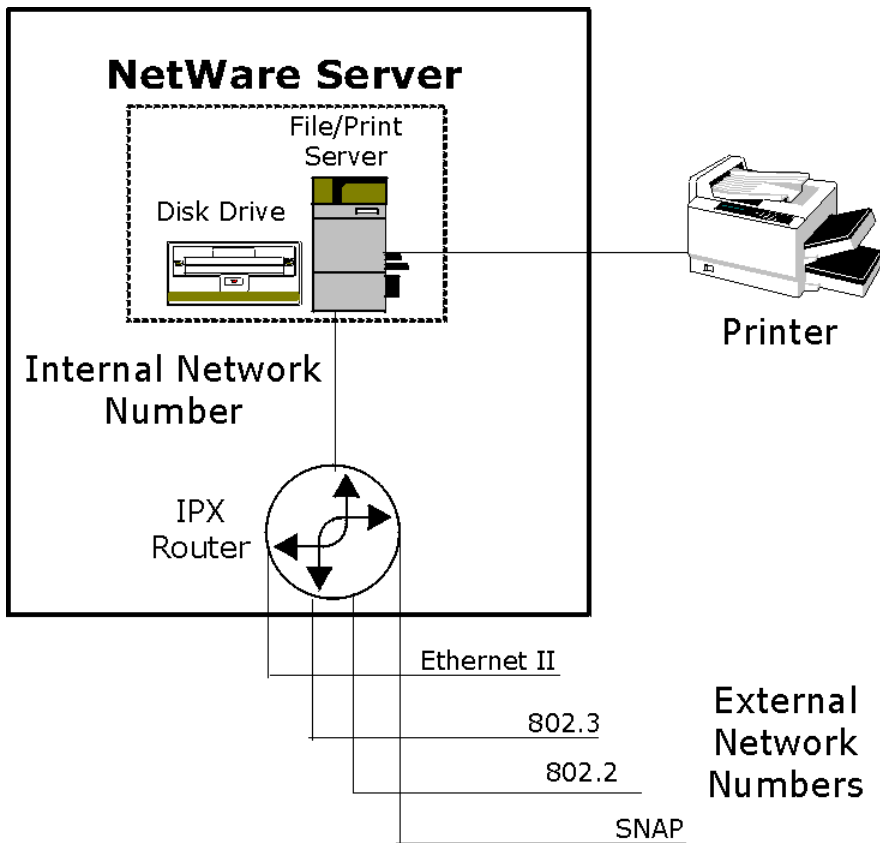 NetWare Server
File/Print
Server
Disk Drive
Printer
Internal Network
Number
IPX
Router
Ethernet II
802.3
802.2
SNAP
External
Network
Numbers